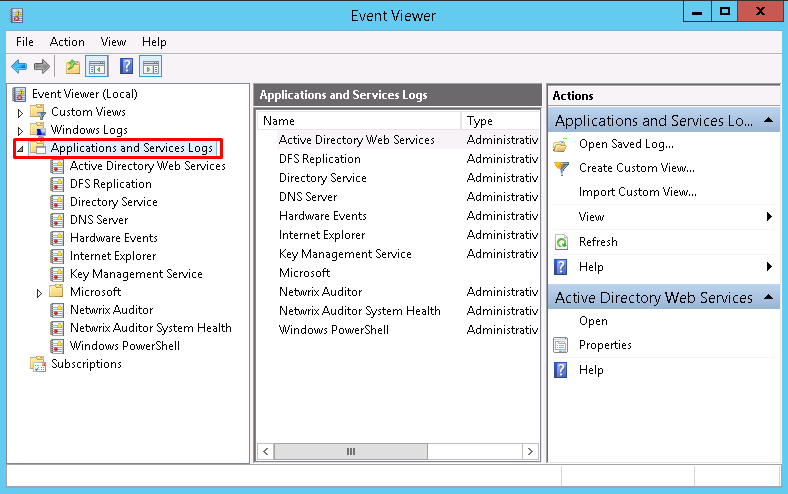 Event Viewer
File Action View Help
Event Viewer (Local)
Custom Views
Windows Logs
Applications and Services Logs
Active Directory Web Services
DFS Replication
Directory Service
DNS Server
Hardware Events
Internet Explorer
Key Management Service
Microsoft
Netwrix Auditor
Netwrix Auditor System Health
Windows PowerShell
Subscriptions
Applications and Services Logs
Name Type
Active Directory Web Services Administrativ
DFS Replication Administrativ
Directory Service Administrativ
DNS Server Administrativ
Hardware Events Administrativ
Internet Explorer Administrativ
Key Management Service Administrativ
Microsoft
Netwrix Auditor Administrativ
Netwrix Auditor System Health Administrativ
Windows PowerShell Administrativ
Actions
Applications and Services Lo...
Open Saved Log...
Create Custom View...
Import Custom View...
View
Refresh
Help
Active Directory Web Services
Open
Properties
Help